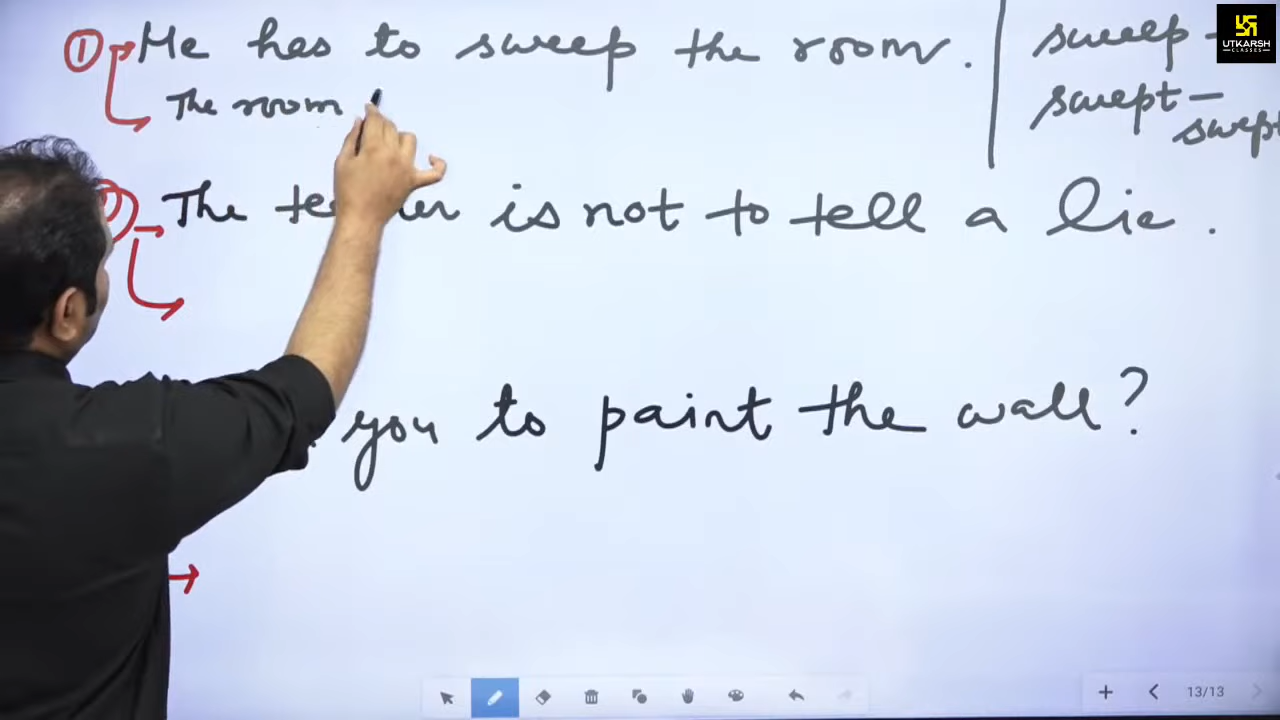 ① He has to sweep the room.
The room
The is not to tell a lie.
you to paint the wall?
sweep -
swept -
swept
UTKARSH
CLASSES
13/13